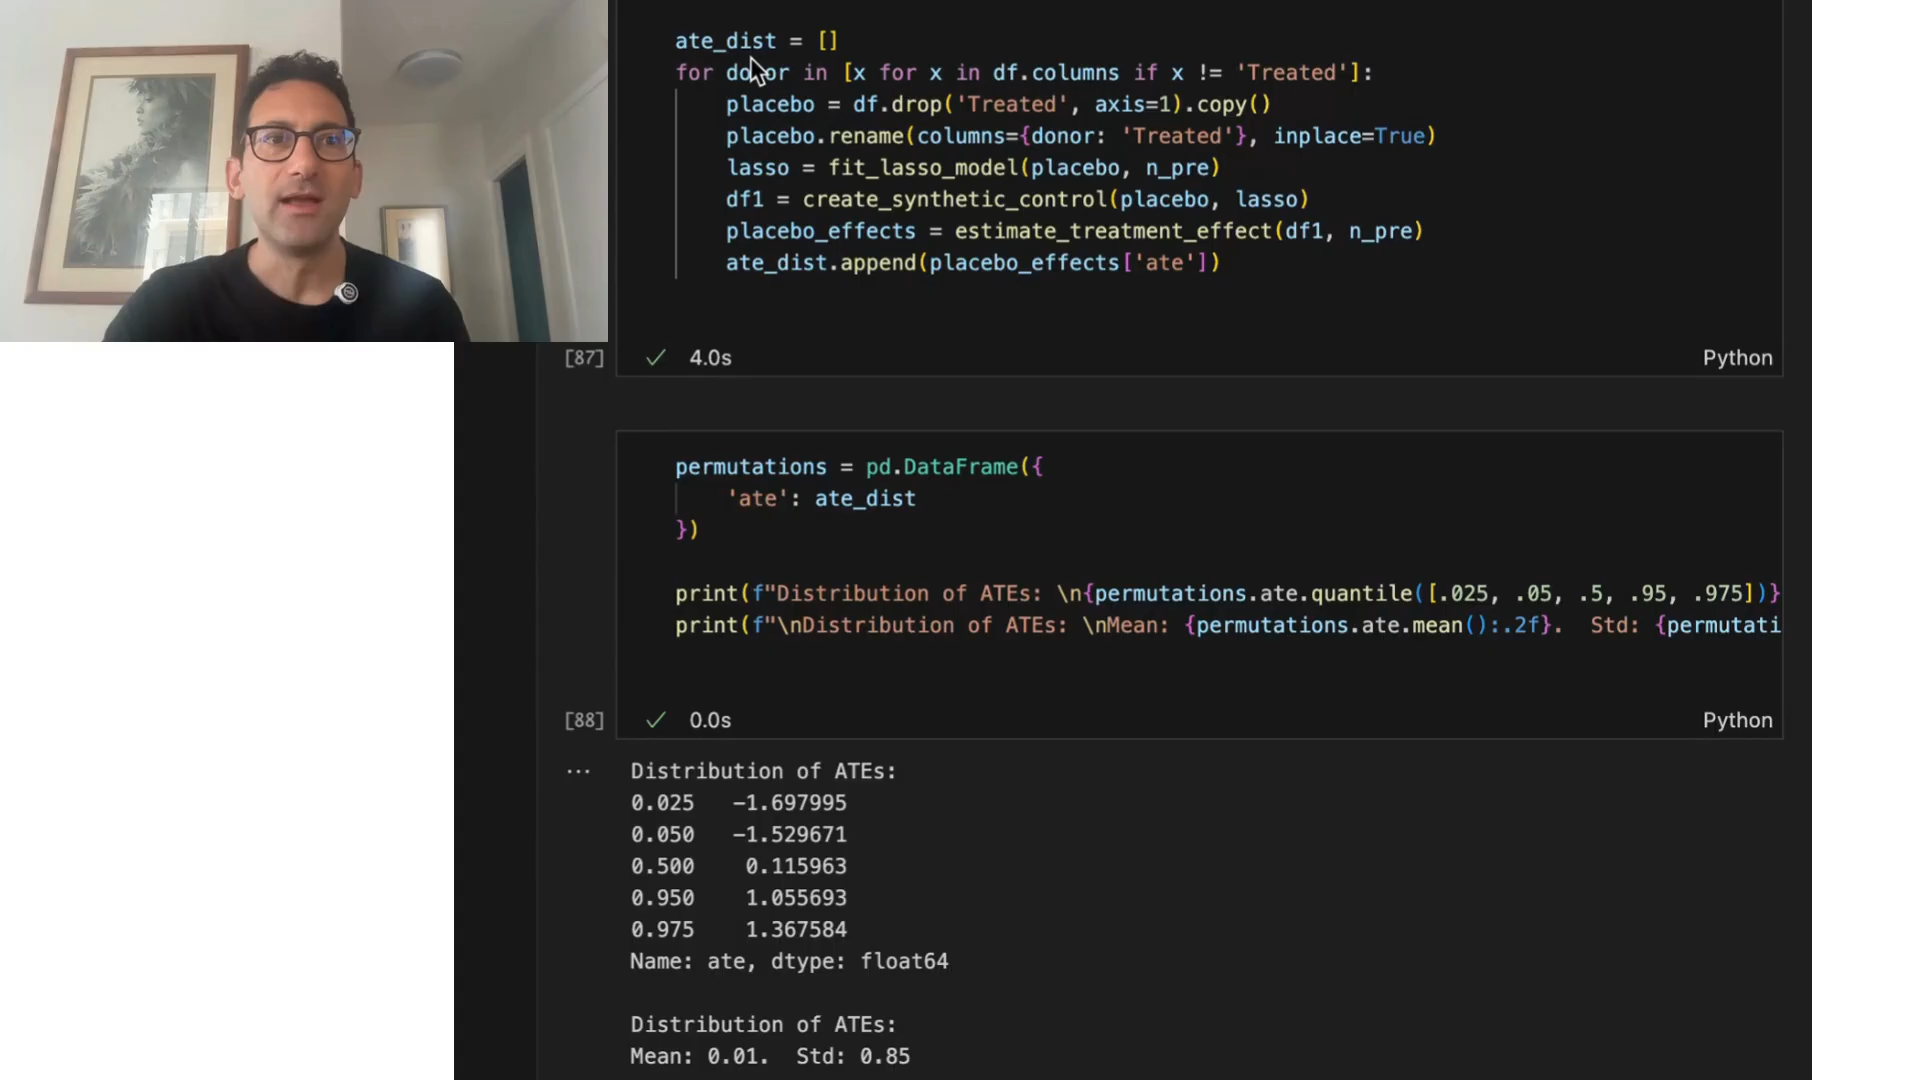 ate_dist = []
for donor in [x for x in df.columns if x != 'Treated']:
placebo = df.drop('Treated', axis=1).copy()
placebo.rename(columns={donor: 'Treated'}, inplace=True)
lasso = fit_lasso_model(placebo, n_pre)
df1 = create_synthetic_control(placebo, lasso)
placebo_effects = estimate_treatment_effect(df1, n_pre)
ate_dist.append(placebo_effects['ate'])
[87] ✓ 4.0s Python
permutations = pd.DataFrame({
'ate': ate_dist
})
print(f"Distribution of ATEs: \n{permutations.ate.quantile([.025, .05, .5, .95, .975])}
print(f"\nDistribution of ATEs: \nMean: {permutations.ate.mean():.2f}. Std: {permutati
[88] ✓ 0.0s Python
... Distribution of ATEs:
0.025 −1.697995
0.050 −1.529671
0.500 0.115963
0.950 1.055693
0.975 1.367584
Name: ate, dtype: float64
Distribution of ATEs:
Mean: 0.01. Std: 0.85